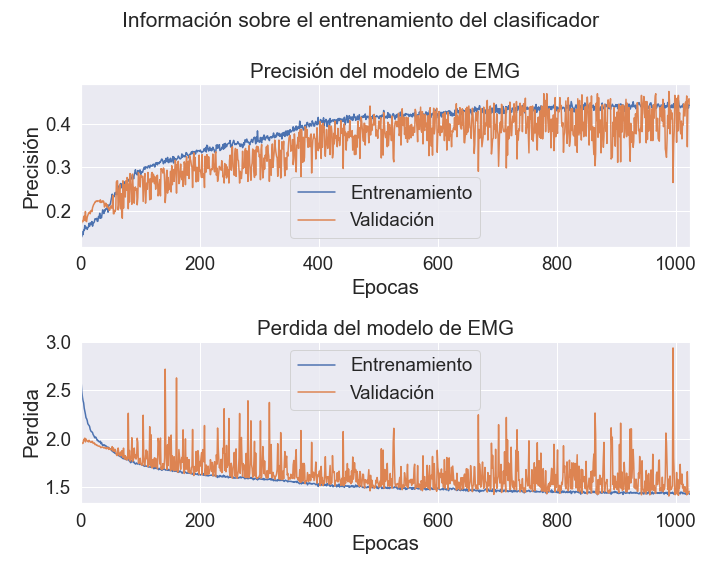 Información sobre el entrenamiento del clasificador
Precisión del modelo de EMG
Precisión
0.4
0.3
0.2
Entrenamiento
Validación
0 200 400 600 800 1000
Epocas
Perdida del modelo de EMG
Perdida
3.0
2.5
2.0
1.5
Entrenamiento
Validación
0 200 400 600 800 1000
Epocas